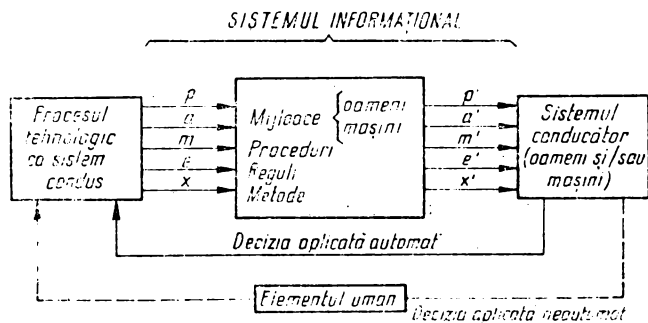 SISTEMUL INFORMAȚIONAL
Procesul
tehnologic
ca sistem
condus
p
a
m
e
x
Mijloace { oameni
mașini
Proceduri
Reguli
Metode
p'
a'
m'
e'
x'
Sistemul
conducător
(oameni și/sau
mașini)
Decizia aplicată automat
Elementul uman
Decizia aplicată neautomat